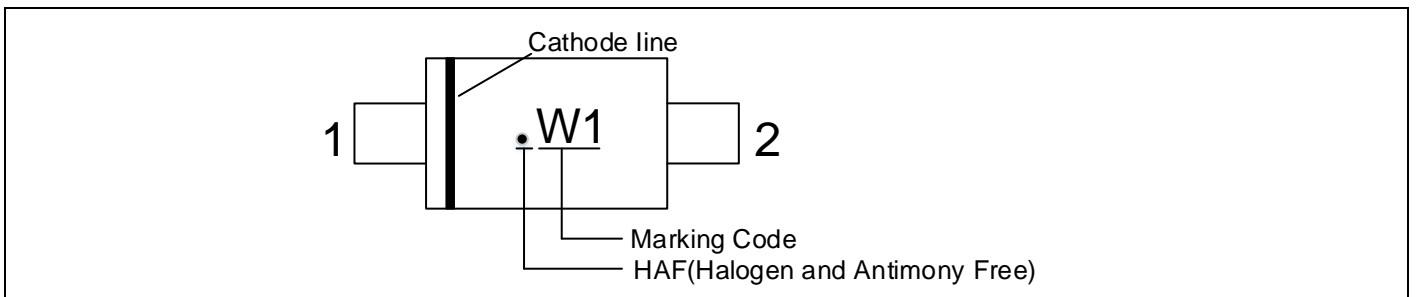 Cathode line
1
.W1
2
Marking Code
HAF(Halogen and Antimony Free)